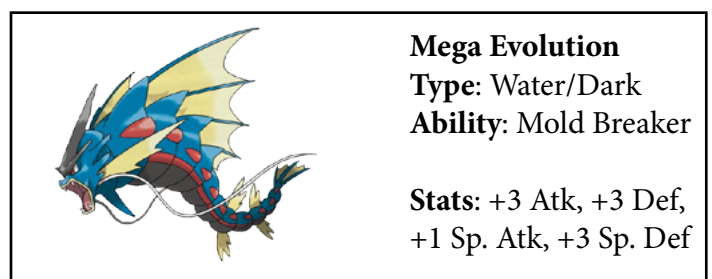 Mega Evolution
Type: Water/Dark
Ability: Mold Breaker
Stats: +3 Atk, +3 Def,
+1 Sp. Atk, +3 Sp. Def